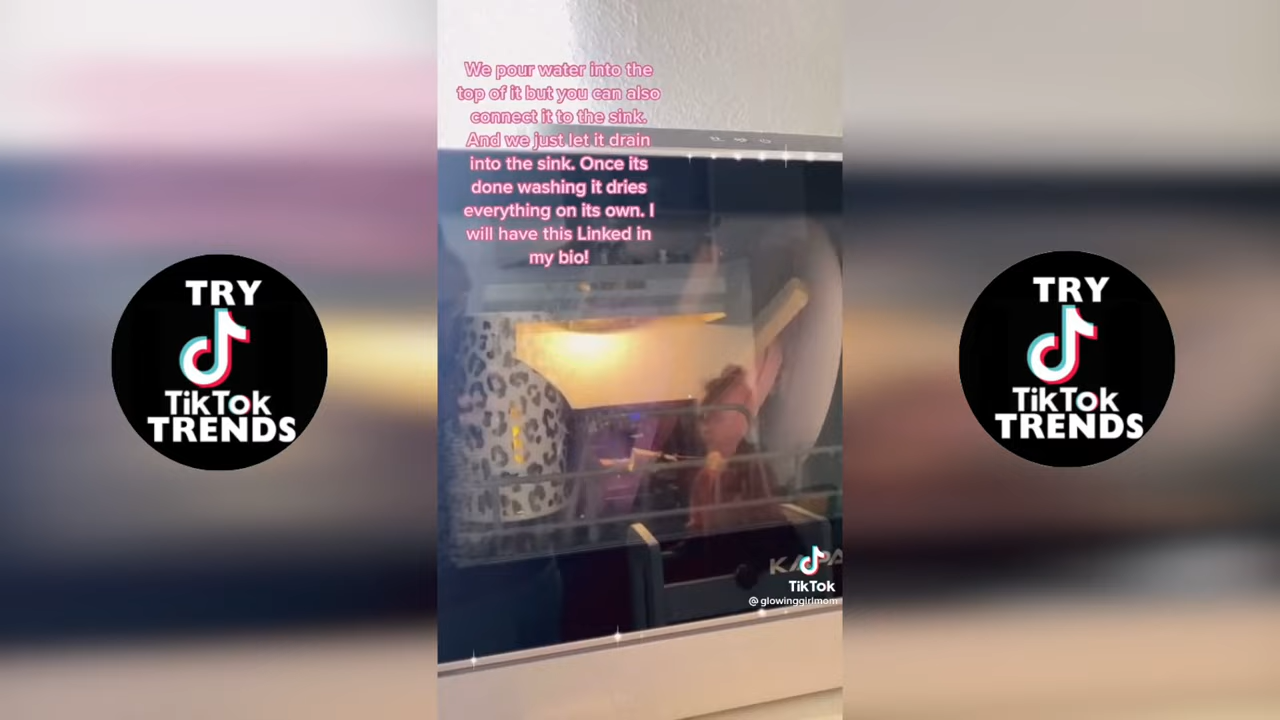 We pour water into the
top of it but you can also
connect it to the sink.
And we just let it drain
into the sink. Once its
done washing it dries
everything on its own. I
will have this Linked in
my bio!
TRY
TikTok
TRENDS
TRY
TikTok
TRENDS
TikTok
@glowinggirlmom